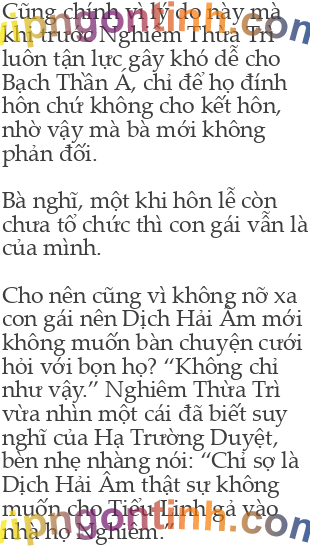 Cũng chính vì lý do này mà
khi trước Nghiêm Thừa Trì
luôn tận lực gây khó dễ cho
Bạch Thần Á, chỉ để họ đính
hôn chứ không cho kết hôn,
nhờ vậy mà bà mới không
phản đối.
Bà nghĩ, một khi hôn lễ còn
chưa tổ chức thì con gái vẫn là
của mình.
Cho nên cũng vì không nỡ xa
con gái nên Dịch Hải Âm mới
không muốn bàn chuyện cưới
hỏi với bọn họ? “Không chỉ
như vậy.” Nghiêm Thừa Trì
vừa nhìn một cái đã biết suy
nghĩ của Hạ Trường Duyệt,
bèn nhẹ nhàng nói: “Chỉ sợ là
Dịch Hải Âm thật sự không
muốn cho Tiểu Linh gả vào
nhà họ Nghiêm.”
vipngontinh.com
vipngontinh.com